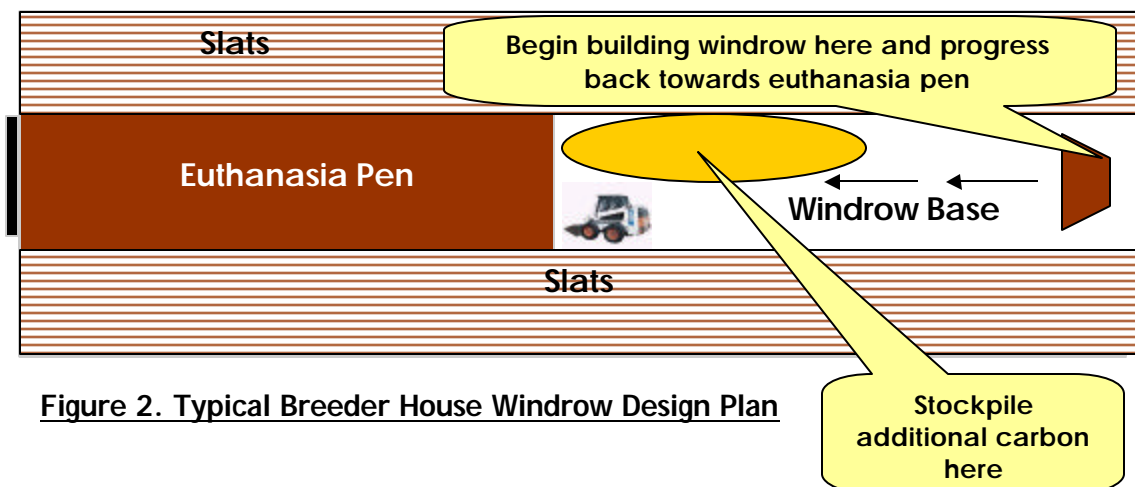 Slats
Begin building windrow here and progress
back towards euthanasia pen
Euthanasia Pen
Windrow Base
Slats
Figure 2. Typical Breeder House Windrow Design Plan
Stockpile
additional carbon
here